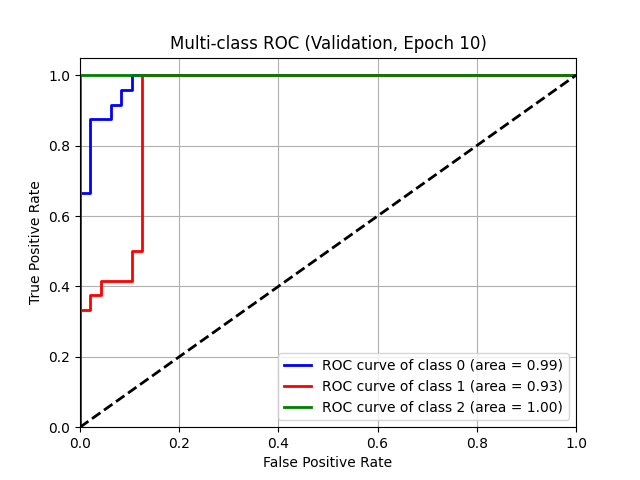 Multi-class ROC (Validation, Epoch 10)
True Positive Rate
1.0
0.8
0.6
0.4
0.2
0.0
ROC curve of class 0 (area = 0.99)
ROC curve of class 1 (area = 0.93)
ROC curve of class 2 (area = 1.00)
0.0 0.2 0.4 0.6 0.8 1.0
False Positive Rate